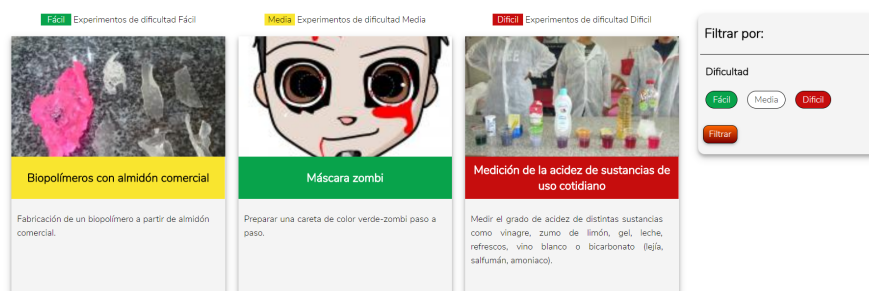 Fácil Experimentos de dificultad Fácil
Media Experimentos de dificultad Media
Difícil Experimentos de dificultad Difícil
Biopolímeros con almidón comercial
Fabricación de un biopolímero a partir de almidón
comercial.
Máscara zombi
Preparar una careta de color verde-zombi paso a
paso.
Medición de la acidez de sustancias de
uso cotidiano
Medir el grado de acidez de distintas sustancias
como vinagre, zumo de limón, gel, leche,
refrescos, vino blanco o bicarbonato (lejía,
salfumán, amoniaco).
Filtrar por:
Dificultad
Fácil
Media
Difícil
Filtrar